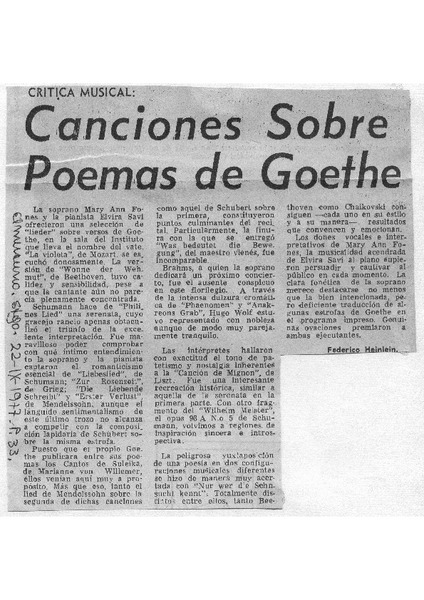 CRITICA MUSICAL:
Canciones Sobre
Poemas de Goethe
La soprano Mary Ann Fo-
nes y la pianista Elvira Savi
ofrecieron una selección de
"lieder" sobre versos de Goe-
the, en la sala del Instituto
que lleva el nombre del vate.
"La violeta", de Mozart, se es-
cuchó donosamente. La ver-
sión de "Wonne der Weh-
mut", de Beethoven, tuvo cá-
lida expresividad, pese a
que la cantante aún no pare-
cía plenamente concentrada.
Schumann hace de "Phili
nes Lied" una serenata, cuyo
gracejo ranció apenas obtuvo
el triunfo de la exce-
lente interpretación. Fue ma-
ravilloso poder comprobar
con qué íntimo entendimien-
to soprano y la pianista
captaron el romanticismo
esencial de "Liebeslied", de
Schumann; "Zur Rosenzeit",
de Grieg; "Die Liebende
Schreibt" y "Erster Verlust"
de Mendelssohn, aunque el
lánguido sentimentalismo de
este último trozo no alcanza
a competir con la composi-
ción lapidaria de Schubert so-
bre la misma estrofa.
Puesto que el propio Goe-
the publicara entre sus poe-
mas los Cantos de Suleika,
de Marianne von Willemer,
ellos venían aquí muy a pro-
pósito. Más que eso, tanto el
lied de Mendelssohn sobre la
segunda de dichas canciones
como aquel de Schubert sobre
la primera, constituyeron
puntos culminantes del reci-
tal. Particularmente, la finu-
ra con la que se entregó
"Was bedeutet die Bewe-
gung", del maestro vienés, fue
incomparable.
Brahms, a quien la soprano
dedicará un próximo concier-
to, fue el ausente conspicuo
en este florilegio. A través
de la intensa dulzura cromáti-
ca de "Phaenomen" y "Anak-
reons Grab", Hugo Wolf estu-
vo representado con nobleza
aunque de modo muy pareja-
mente tranquilo.
Las intérpretes hallaron
con exactitud el tono de pa-
tetismo y nostalgia inherentes
a la "Canción de Mignon", de
Liszt. Fue una interesante
recreación histórica, similar a
aquella de la serenata en la
primera parte. Con otro frag-
mento del "Wilhelm Meister",
el opus 98 A No. 5 de Schu-
mann, volvimos a regiones de
inspiración sincera e intros-
pectiva.
La peligrosa yuxtaposición
de una poesía en dos configu-
raciones musicales diferentes
se hizo de manera muy acer-
tada con "Nur wer die Sehn-
sucht kennt". Totalmente dis-
tintas entre ellos, tanto Bee-
thoven como Chaikovski con-
siguen —cada uno en su estilo
y a su manera— resultados
que convencen y emocionan.
Los dones vocales e inter-
pretativos de Mary Ann Fo-
nes, la musicalidad acendrada
de Elvira Savi al piano supie-
ron persuadir y cautivar al
público en la misma medida. La
clara fonética de la soprano
es digna de elogio, mientras
que la bien intencionada, pe-
ro deficiente traducción de al-
gunas estrofas de Goethe en
el programa impreso. Gentu-
nas ovaciones premiaron a
ambas ejecutantes.
Federico Heinlein.